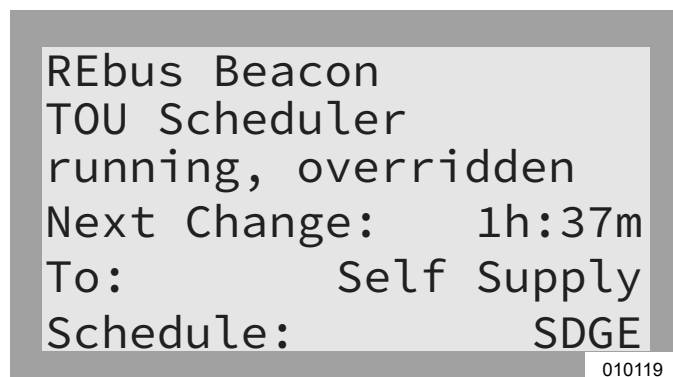 REbus Beacon
TOU Scheduler
running, overridden
Next Change: 1h:37m
To: Self Supply
Schedule: SDGE
010119